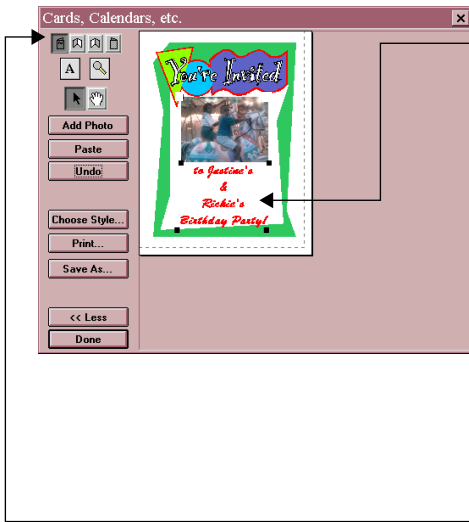 Cards, Calendars, etc.
A
Add Photo
Paste
Undo
Choose Style...
Print...
Save As...
<< Less
Done
You're Invited
to Justine's
&
Richie's
Birthday Party!